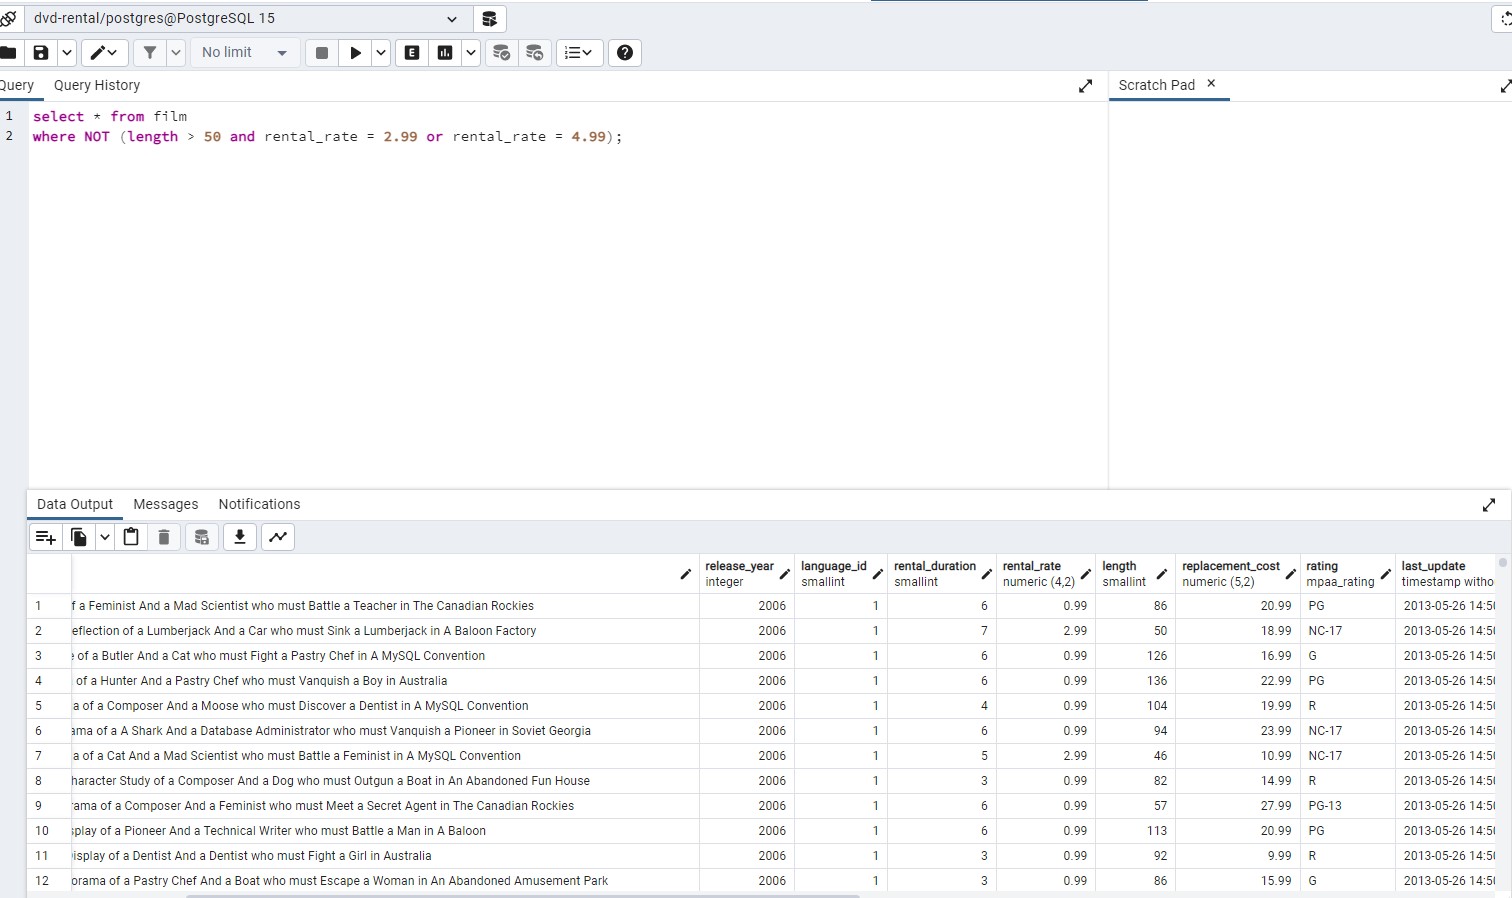 dvd-rental/postgres@PostgreSQL 15
No limit
E
Query Query History
Scratch Pad
1 select * from film
2 where NOT (length > 50 and rental_rate = 2.99 or rental_rate = 4.99);
Data Output Messages Notifications
release_year language_id rental_duration rental_rate length replacement_cost rating last_update
integer smallint smallint numeric (4,2) smallint numeric (5,2) mpaa_rating timestamp witho
1 f a Feminist And a Mad Scientist who must Battle a Teacher in The Canadian Rockies 2006 1 6 0.99 86 20.99 PG 2013-05-26 14:50
2 eflection of a Lumberjack And a Car who must Sink a Lumberjack in A Baloon Factory 2006 1 7 2.99 50 18.99 NC-17 2013-05-26 14:50
3 of a Butler And a Cat who must Fight a Pastry Chef in A MySQL Convention 2006 1 6 0.99 126 16.99 G 2013-05-26 14:50
4 of a Hunter And a Pastry Chef who must Vanquish a Boy in Australia 2006 1 6 0.99 136 22.99 PG 2013-05-26 14:50
5 a of a Composer And a Moose who must Discover a Dentist in A MySQL Convention 2006 1 4 0.99 104 19.99 R 2013-05-26 14:50
6 ama of a A Shark And a Database Administrator who must Vanquish a Pioneer in Soviet Georgia 2006 1 6 0.99 94 23.99 NC-17 2013-05-26 14:50
7 a of a Cat And a Mad Scientist who must Battle a Feminist in A MySQL Convention 2006 1 5 2.99 46 10.99 NC-17 2013-05-26 14:50
8 haracter Study of a Composer And a Dog who must Outgun a Boat in An Abandoned Fun House 2006 1 3 0.99 82 14.99 R 2013-05-26 14:50
9 rama of a Composer And a Feminist who must Meet a Secret Agent in The Canadian Rockies 2006 1 6 0.99 57 27.99 PG-13 2013-05-26 14:50
10 splay of a Pioneer And a Technical Writer who must Battle a Man in A Baloon 2006 1 6 0.99 113 20.99 PG 2013-05-26 14:50
11 isplay of a Dentist And a Dentist who must Fight a Girl in Australia 2006 1 3 0.99 92 9.99 R 2013-05-26 14:50
12 orama of a Pastry Chef And a Boat who must Escape a Woman in An Abandoned Amusement Park 2006 1 3 0.99 86 15.99 G 2013-05-26 14:50